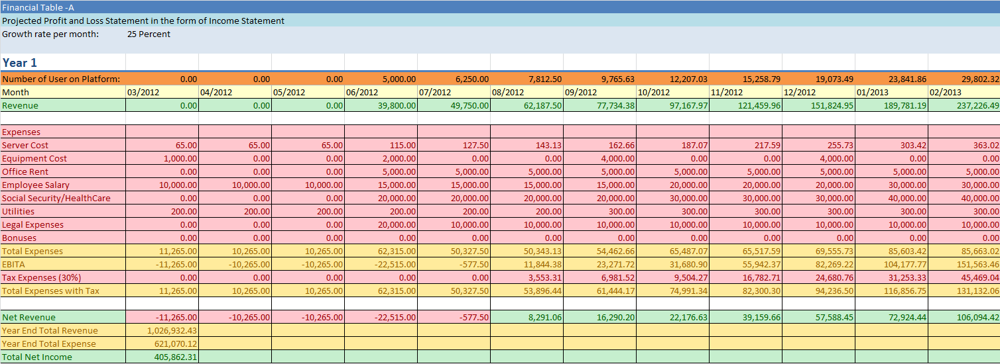 Financial Table -A
Projected Profit and Loss Statement in the form of Income Statement
Growth rate per month: 25 Percent
Year 1
Number of User on Platform: 0.00 0.00 0.00 5,000.00 6,250.00 7,812.50 9,765.63 12,207.03 15,258.79 19,073.49 23,841.86 29,802.32
Month 03/2012 04/2012 05/2012 06/2012 07/2012 08/2012 09/2012 10/2012 11/2012 12/2012 01/2013 02/2013
Revenue 0.00 0.00 0.00 39,800.00 49,750.00 62,187.50 77,734.38 97,167.97 121,459.96 151,824.95 189,781.19 237,226.49
Expenses
Server Cost 65.00 65.00 65.00 115.00 127.50 143.13 162.66 187.07 217.59 255.73 303.42 363.02
Equipment Cost 1,000.00 0.00 0.00 2,000.00 0.00 0.00 4,000.00 0.00 0.00 4,000.00 0.00 0.00
Office Rent 0.00 0.00 0.00 5,000.00 5,000.00 5,000.00 5,000.00 5,000.00 5,000.00 5,000.00 5,000.00 5,000.00
Employee Salary 10,000.00 10,000.00 10,000.00 15,000.00 15,000.00 15,000.00 15,000.00 20,000.00 20,000.00 20,000.00 30,000.00 30,000.00
Social Security/HealthCare 0.00 0.00 0.00 20,000.00 20,000.00 20,000.00 20,000.00 30,000.00 30,000.00 30,000.00 40,000.00 40,000.00
Utilities 200.00 200.00 200.00 200.00 200.00 200.00 300.00 300.00 300.00 300.00 300.00 300.00
Legal Expenses 0.00 0.00 0.00 20,000.00 10,000.00 10,000.00 10,000.00 10,000.00 10,000.00 10,000.00 10,000.00 10,000.00
Bonuses 0.00 0.00 0.00 0.00 0.00 0.00 0.00 0.00 0.00 0.00 0.00 0.00
Total Expenses 11,265.00 10,265.00 10,265.00 62,315.00 50,327.50 50,343.13 54,462.66 65,487.07 65,517.59 69,555.73 85,603.42 85,663.02
EBITA -11,265.00 -10,265.00 -10,265.00 -22,515.00 -577.50 11,844.38 23,271.72 31,680.90 55,942.37 82,269.22 104,177.77 151,563.46
Tax Expenses (30%) 0.00 0.00 0.00 0.00 0.00 3,553.31 6,981.52 9,504.27 16,782.71 24,680.76 31,253.33 45,469.04
Total Expenses with Tax 11,265.00 10,265.00 10,265.00 62,315.00 50,327.50 53,896.44 61,444.17 74,991.34 82,300.30 94,236.50 116,856.75 131,132.06
Net Revenue -11,265.00 -10,265.00 -10,265.00 -22,515.00 -577.50 8,291.06 16,290.20 22,176.63 39,159.66 57,588.45 72,924.44 106,094.42
Year End Total Revenue 1,026,932.43
Year End Total Expense 621,070.12
Total Net Income 405,862.31